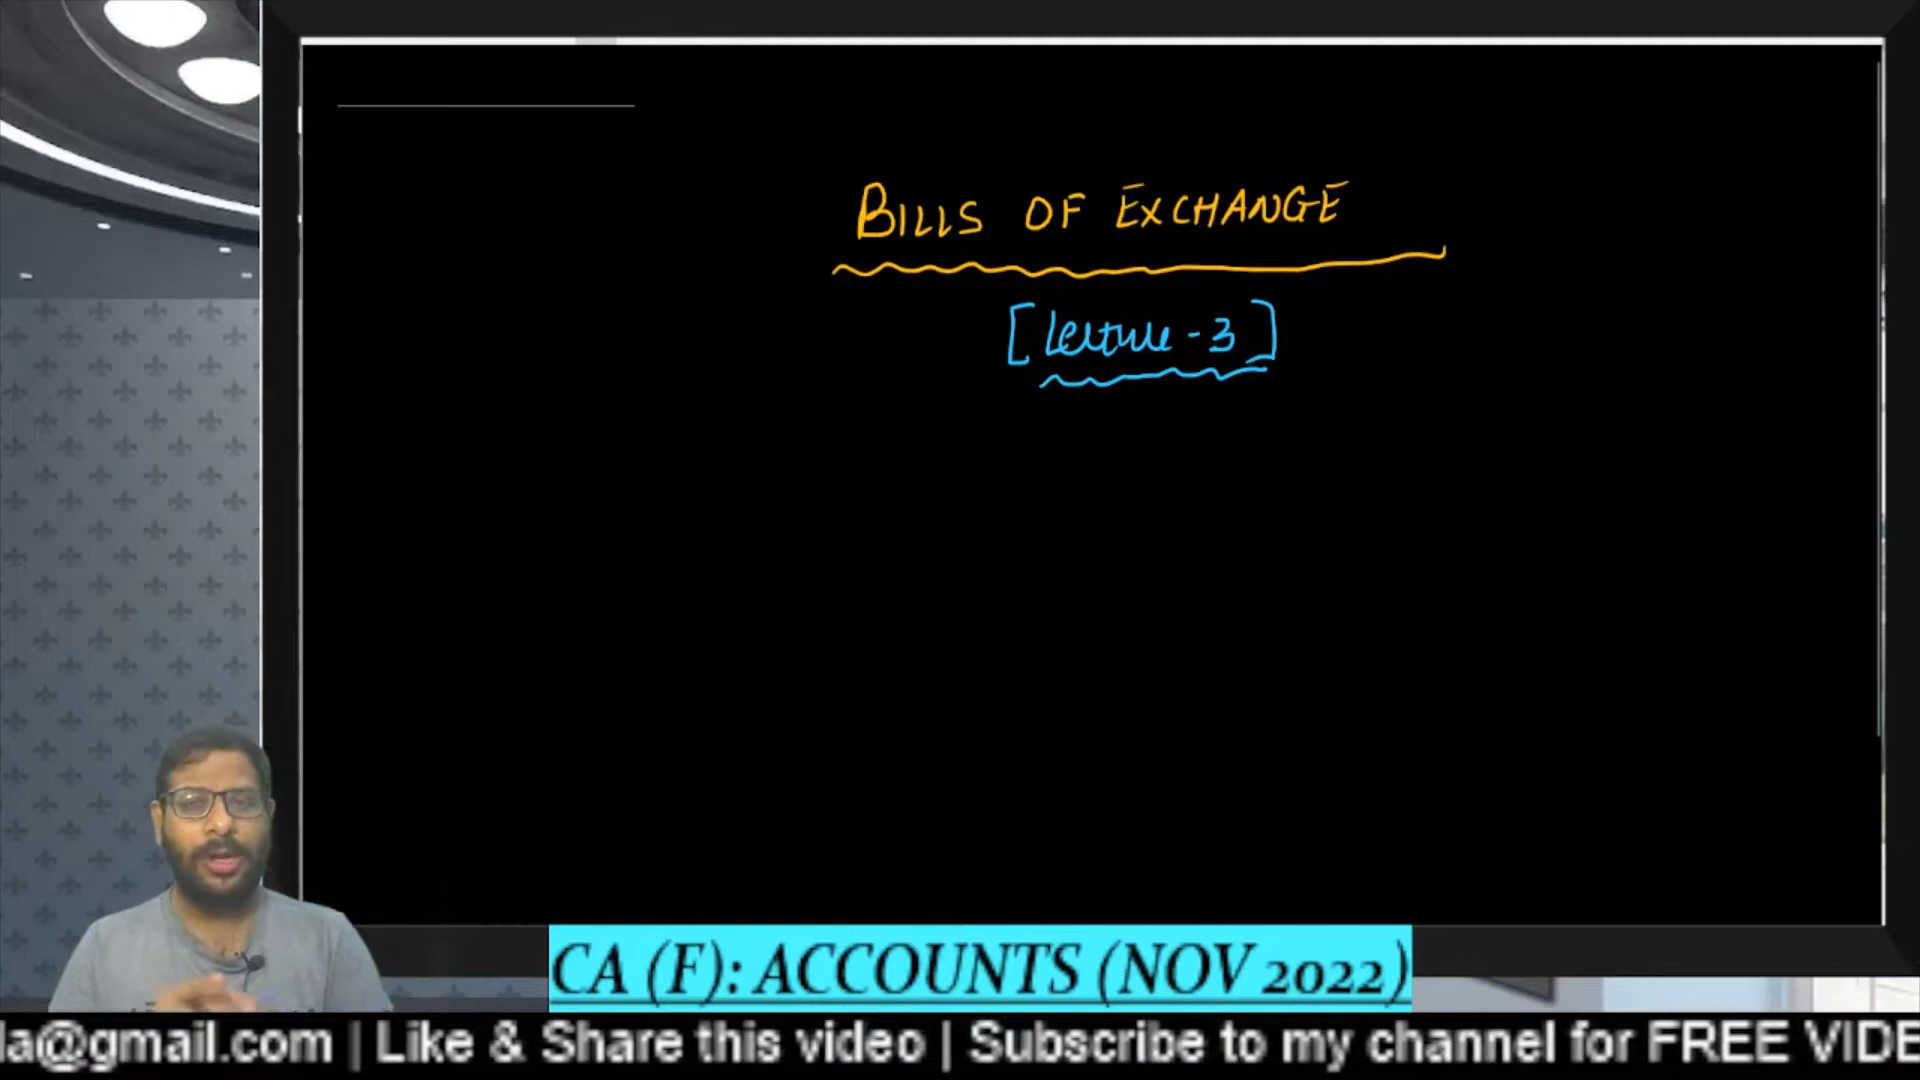 BILLS OF EXCHANGE
[Lecture-3]
CA (F): ACCOUNTS (NOV 2022)
la@gmail.com | Like & Share this video | Subscribe to my channel for FREE VIDE